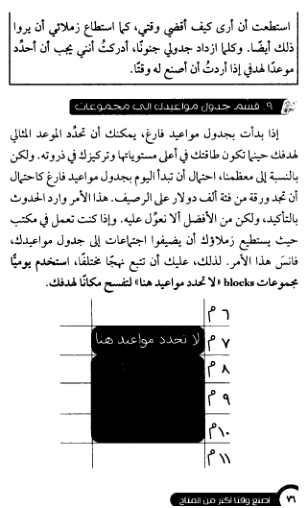 استطعت أن أرى كيف أقضي وقتي، كما استطاع زملائي أن يروا
ذلك أيضًا. وكلما ازداد جدولي جنونًا، أدركتُ أنني يجب أن أحدِّد
موعدًا لهدفي إذا أردتُ أن أصنع له وقتًا.
٩. قسّم جدول مواعيدك إلى مجموعات
إذا بدأت بجدول مواعيد فارغ، يمكنك أن تحدِّد الموعد المثالي
لهدفك حينما تكون طاقتك في أعلى مستوياتها وتركيزك في ذروته. ولكن
بالنسبة إلى معظمنا، احتمال أن تبدأ اليوم بجدول مواعيد فارغ كاحتمال
أن تجد ورقة من فئة ألف دولار على الرصيف. هذا الأمر وارد الحدوث
بالتأكيد، ولكن من الأفضل ألا نعوِّل عليه. وإذا كنت تعمل في مكتب
حيث يستطيع زملاؤك أن يضيفوا اجتماعات إلى جدول مواعيدك،
فانسَ هذا الأمر. لذلك، عليك أن تتبع نهجًا مختلفًا، استخدم يوميًّا
مجموعات blocks «لا تحدد مواعيد هنا» لتفسح مكانًا لهدفك.
٦ م
٧ م لا تحدد مواعيد هنا
٨ م
٩ م
١٠ م
١١ م
٧٦ اصنع وقتا أكثر من المتاح